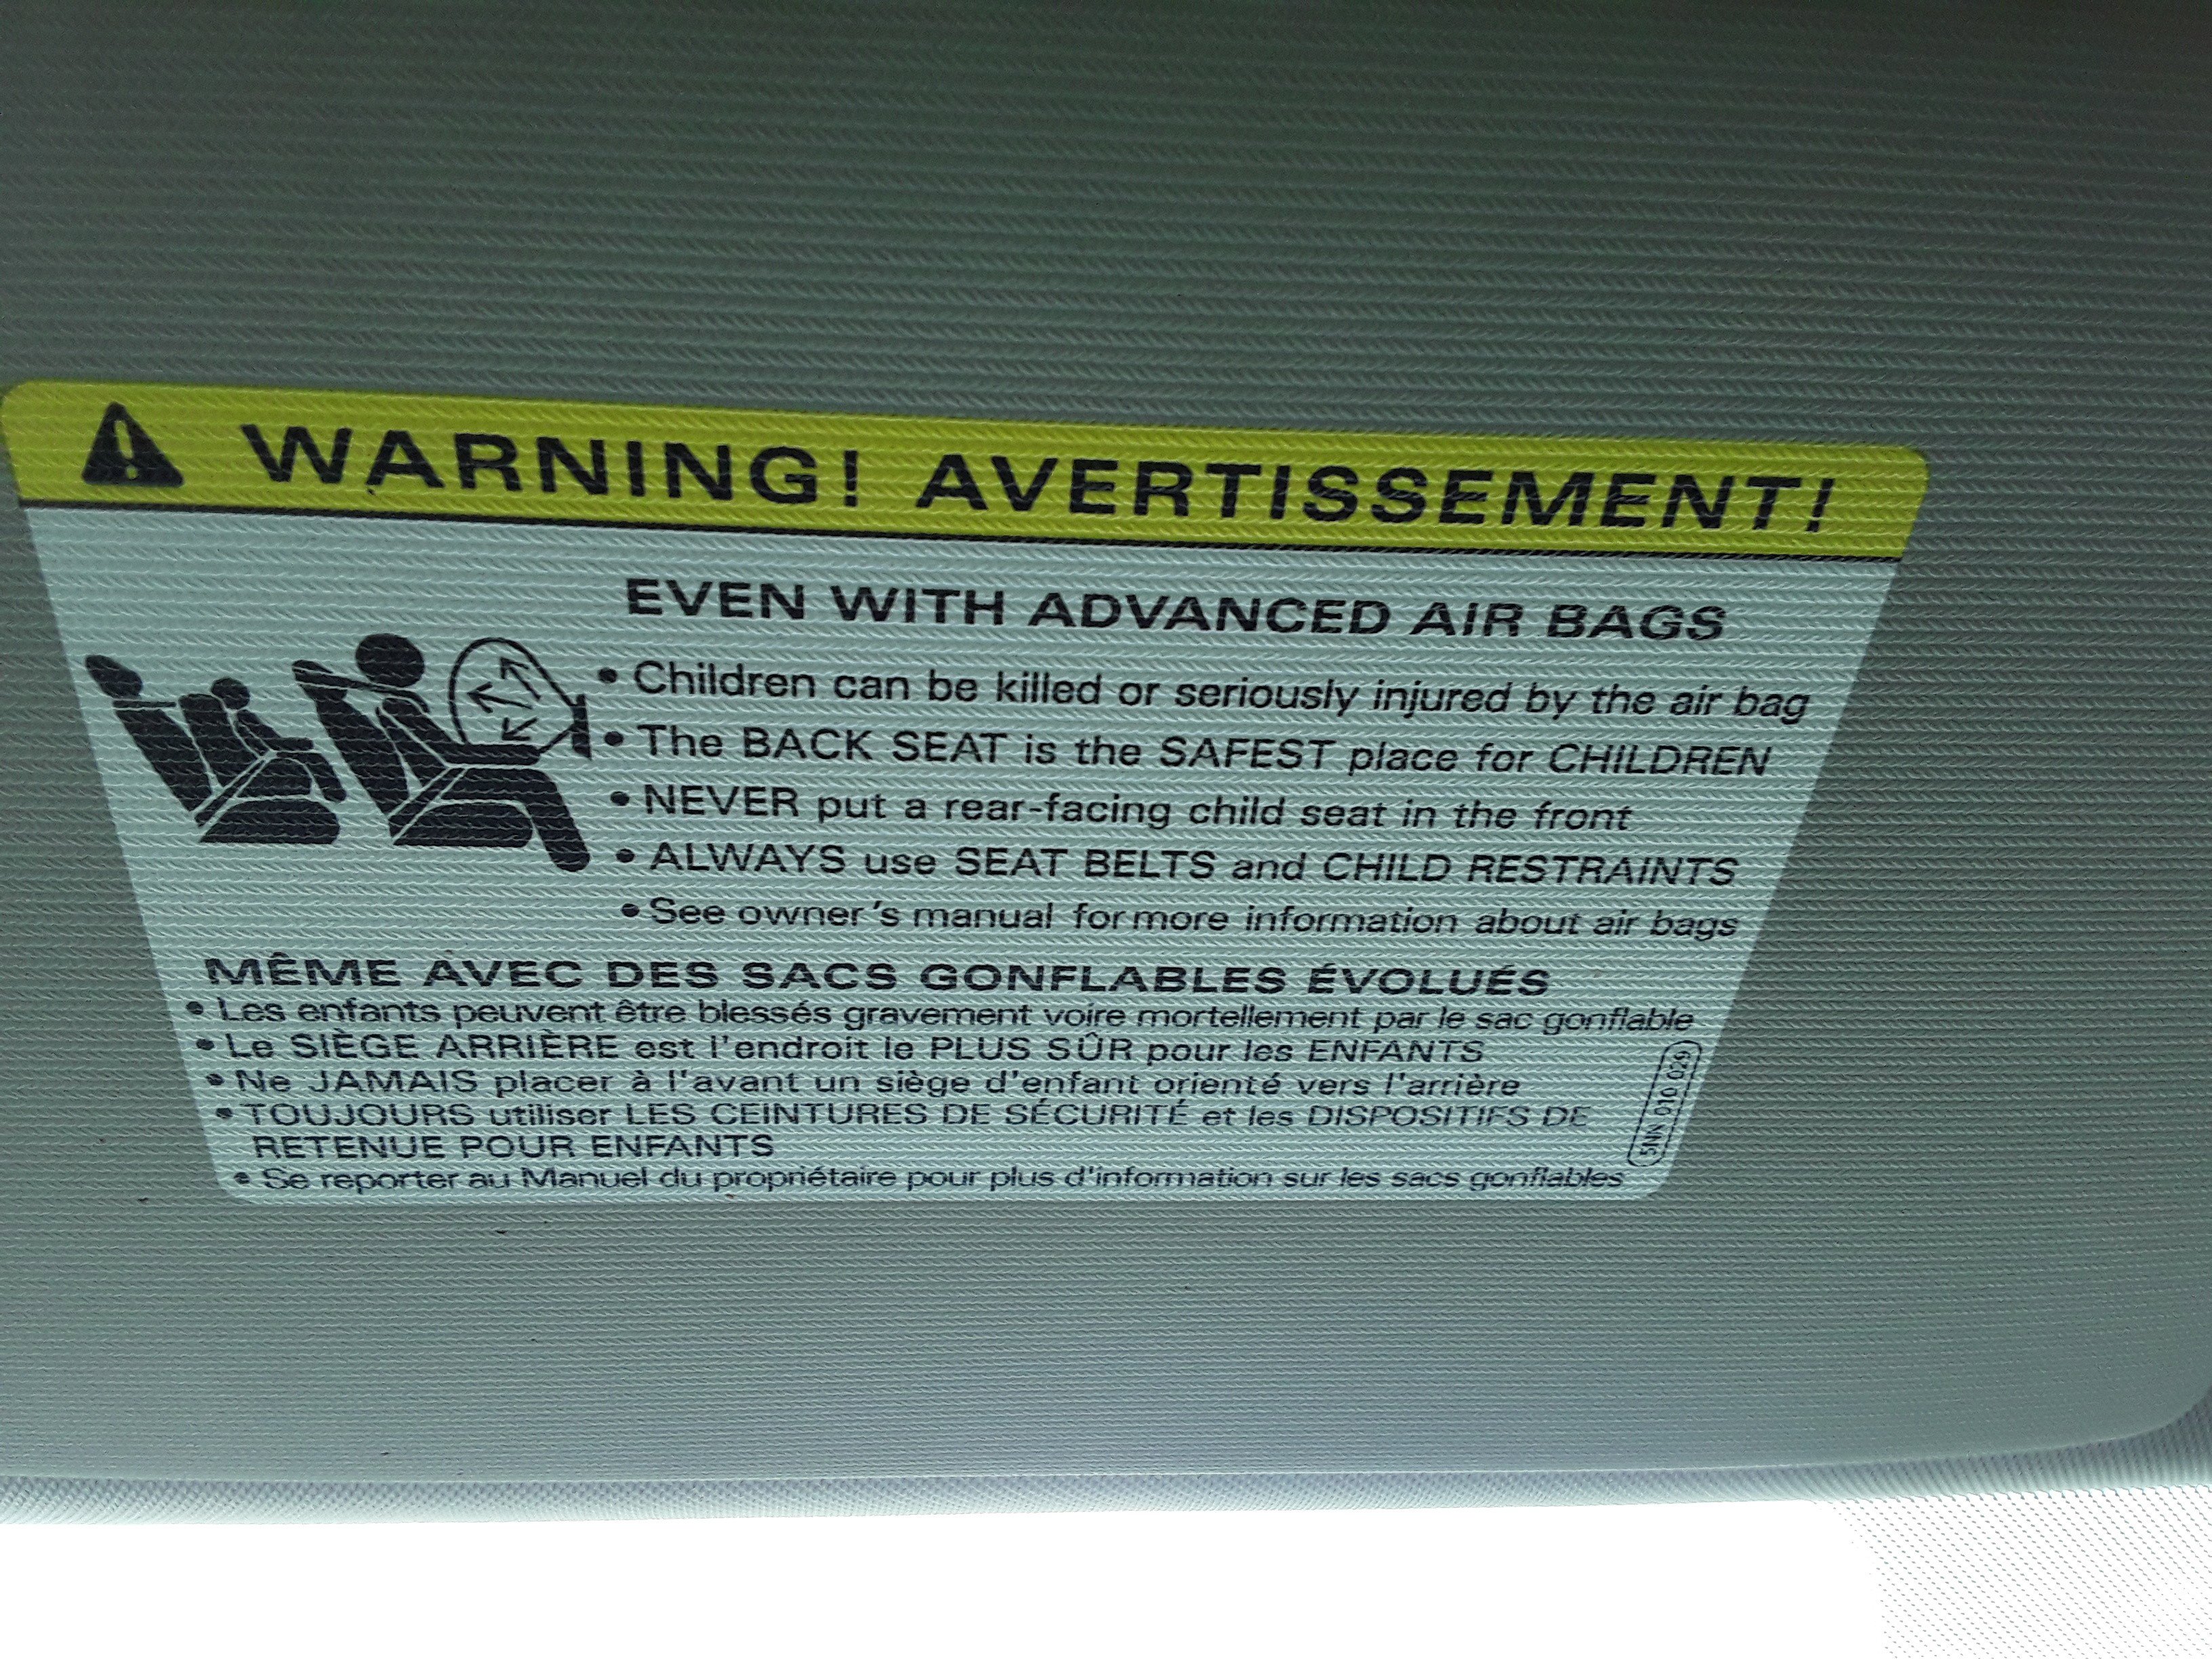 WARNING! AVERTISSEMENT!
EVEN WITH ADVANCED AIR BAGS
• Children can be killed or seriously injured by the air bag
• The BACK SEAT is the SAFEST place for CHILDREN
• NEVER put a rear-facing child seat in the front
• ALWAYS use SEAT BELTS and CHILD RESTRAINTS
• See owner's manual for more information about air bags
MÊME AVEC DES SACS GONFLABLES ÉVOLUÉS
• Les enfants peuvent être blessés gravement voire mortellement par le sac gonflable
• Le SIÈGE ARRIÈRE est l'endroit le PLUS SÛR pour les ENFANTS
• Ne JAMAIS placer à l'avant un siège d'enfant orienté vers l'arrière
• TOUJOURS utiliser LES CEINTURES DE SÉCURITÉ et les DISPOSITIFS DE
RETENUE POUR ENFANTS
• Se reporter au Manuel du propriétaire pour plus d'information sur les sacs gonflables
5NN 010 029